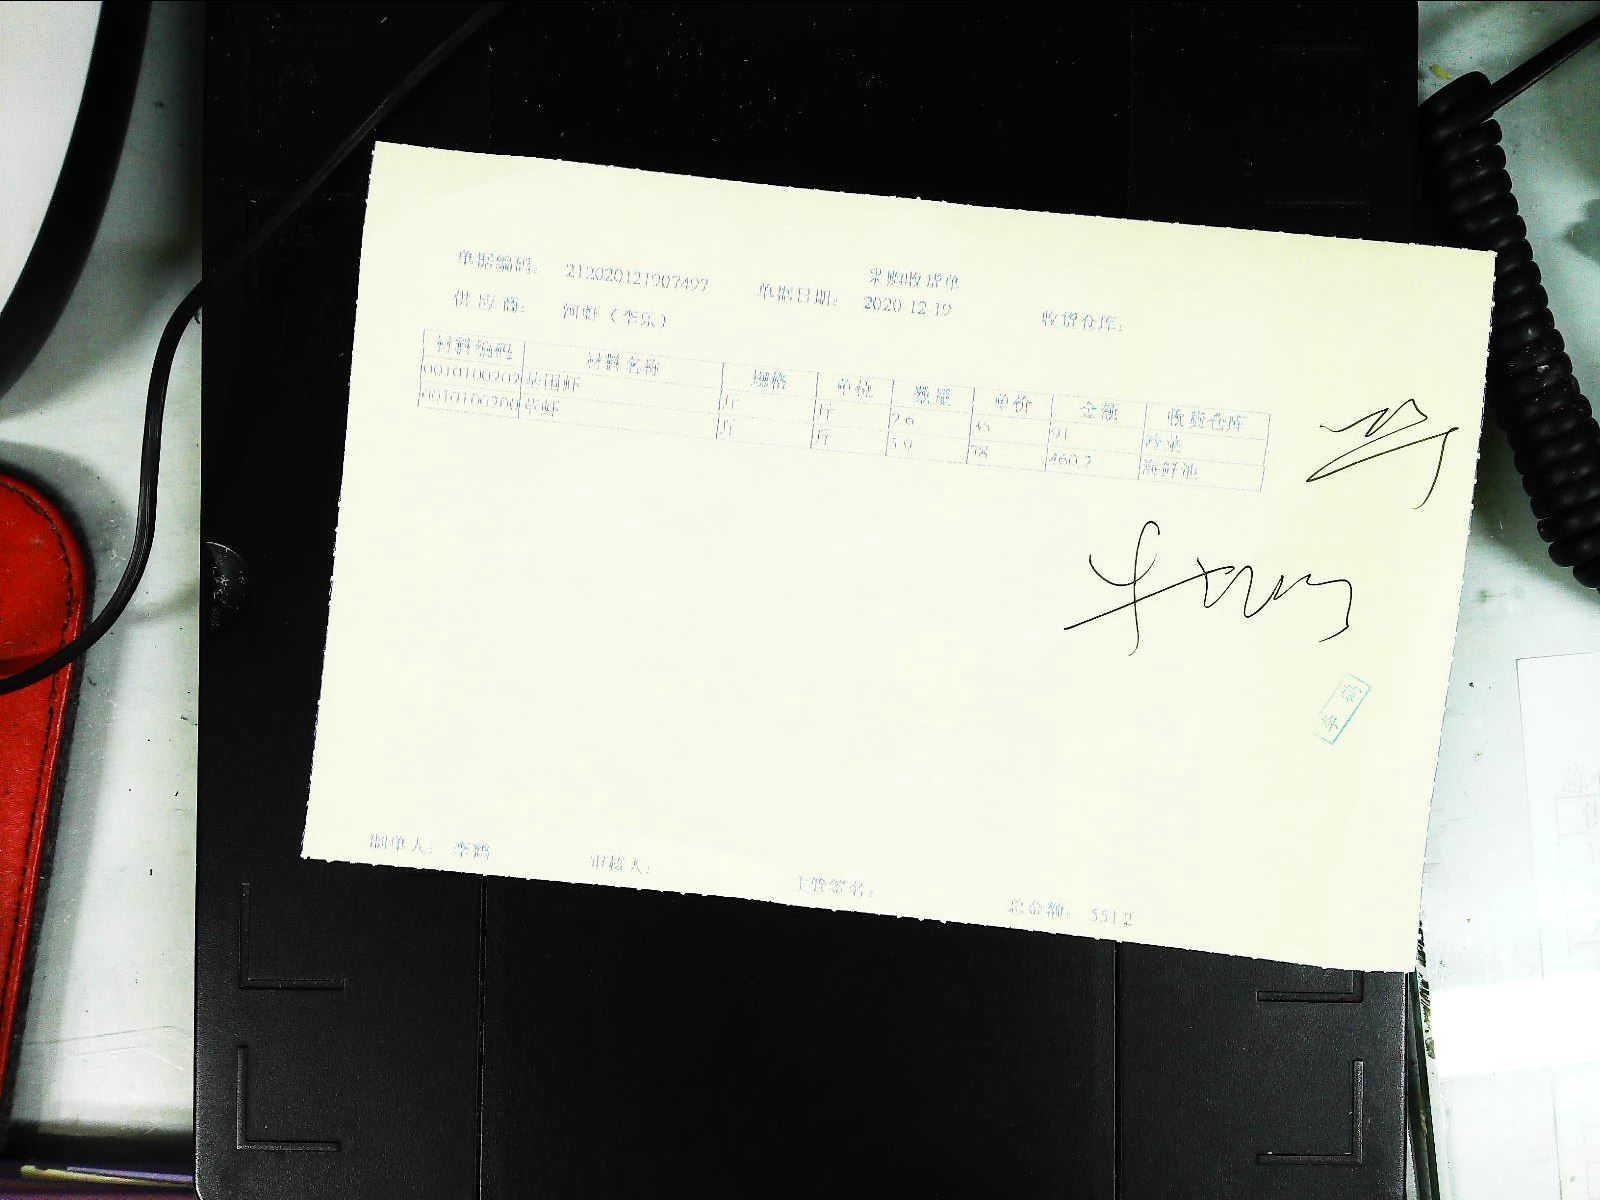 采购收货单
单据编码： 212020121907497 单据日期： 2020-12-19 收货仓库：
供应商： 河虾（李乐）
材料编码 材料名称 规格 单位 数量 单价 金额 收货仓库
0010100202 基围虾 斤 斤 2.6 35 91 冷菜
0010100209 草虾 斤 斤 5.9 78 460.2 海鲜池
李鹤
制单人： 李鹤 审核人： 主管签名： 总金额： 551.2